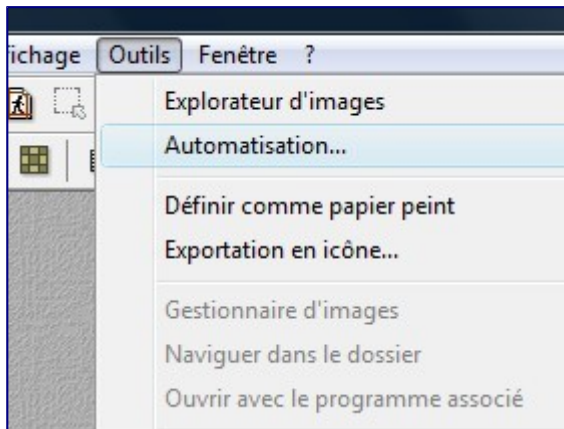 ichage Outils Fenêtre ?
Explorateur d'images
Automatisation...
Définir comme papier peint
Exportation en icône...
Gestionnaire d'images
Naviguer dans le dossier
Ouvrir avec le programme associé